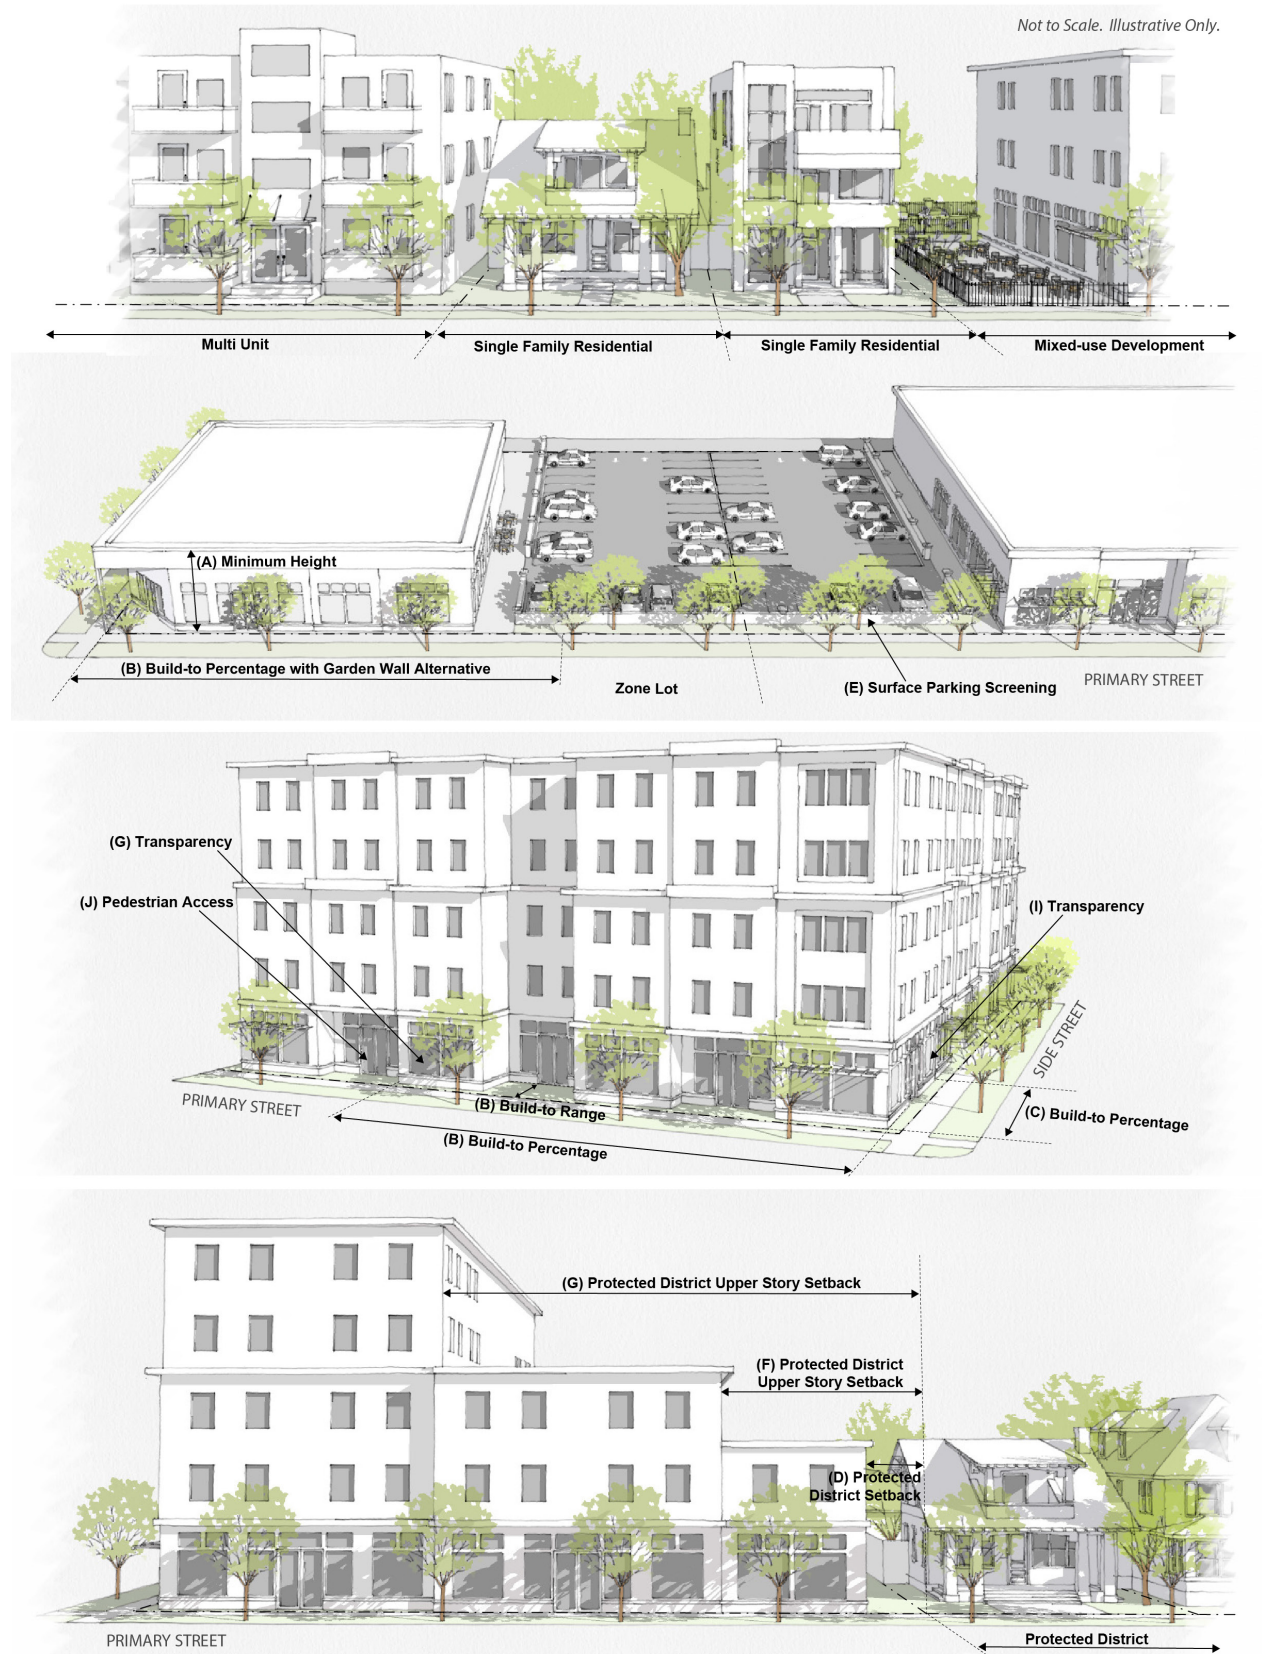 Not to Scale. Illustrative Only.
Multi Unit
Single Family Residential
Single Family Residential
Mixed-use Development
(A) Minimum Height
(B) Build-to Percentage with Garden Wall Alternative
Zone Lot
(E) Surface Parking Screening
PRIMARY STREET
(G) Transparency
(J) Pedestrian Access
(I) Transparency
SIDE STREET
PRIMARY STREET
(B) Build-to Range
(C) Build-to Percentage
(B) Build-to Percentage
(G) Protected District Upper Story Setback
(F) Protected District
Upper Story Setback
(D) Protected
District Setback
PRIMARY STREET
Protected District